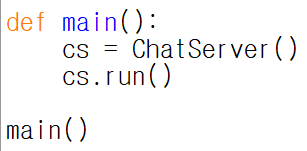 def main():
    cs = ChatServer()
    cs.run()

main()